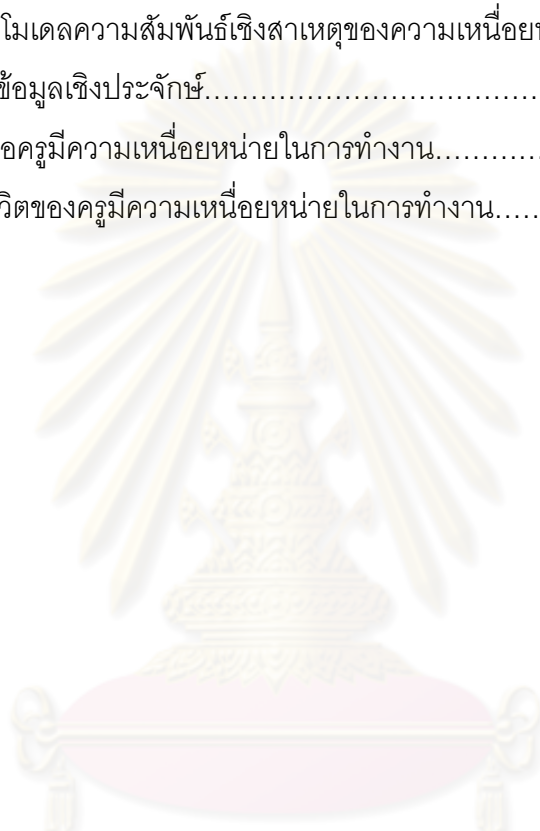 โมเดลความสัมพันธ์เชิงสาเหตุของความเหนื่อย
ข้อมูลเชิงประจักษ์......................................
อครูมีความเหนื่อยหน่ายในการทำงาน...............
วิตของครูมีความเหนื่อยหน่ายในการทำงาน......